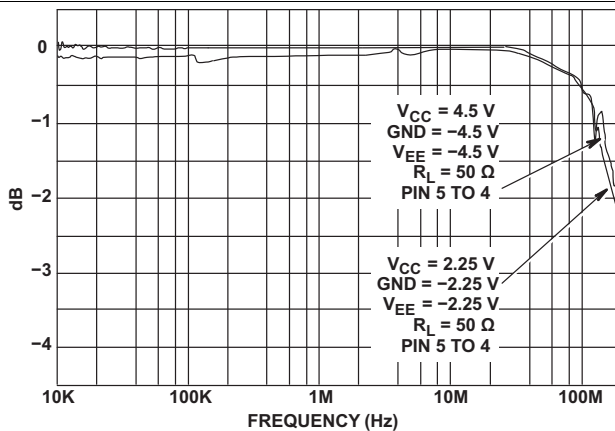 0
−1
−2
−3
−4
dB
V_CC = 4.5 V
GND = −4.5 V
V_EE = −4.5 V
R_L = 50 Ω
PIN 5 TO 4
V_CC = 2.25 V
GND = −2.25 V
V_EE = −2.25 V
R_L = 50 Ω
PIN 5 TO 4
10K 100K 1M 10M 100M
FREQUENCY (Hz)